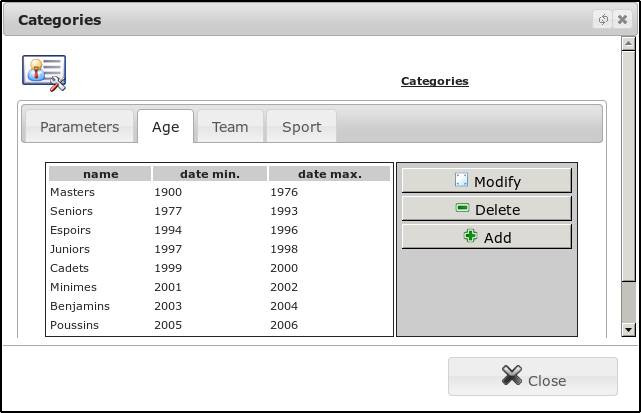 Categories
Categories
Parameters Age Team Sport
name date min. date max.
Masters 1900 1976
Seniors 1977 1993
Espoirs 1994 1996
Juniors 1997 1998
Cadets 1999 2000
Minimes 2001 2002
Benjamins 2003 2004
Poussins 2005 2006
Modify
Delete
Add
Close